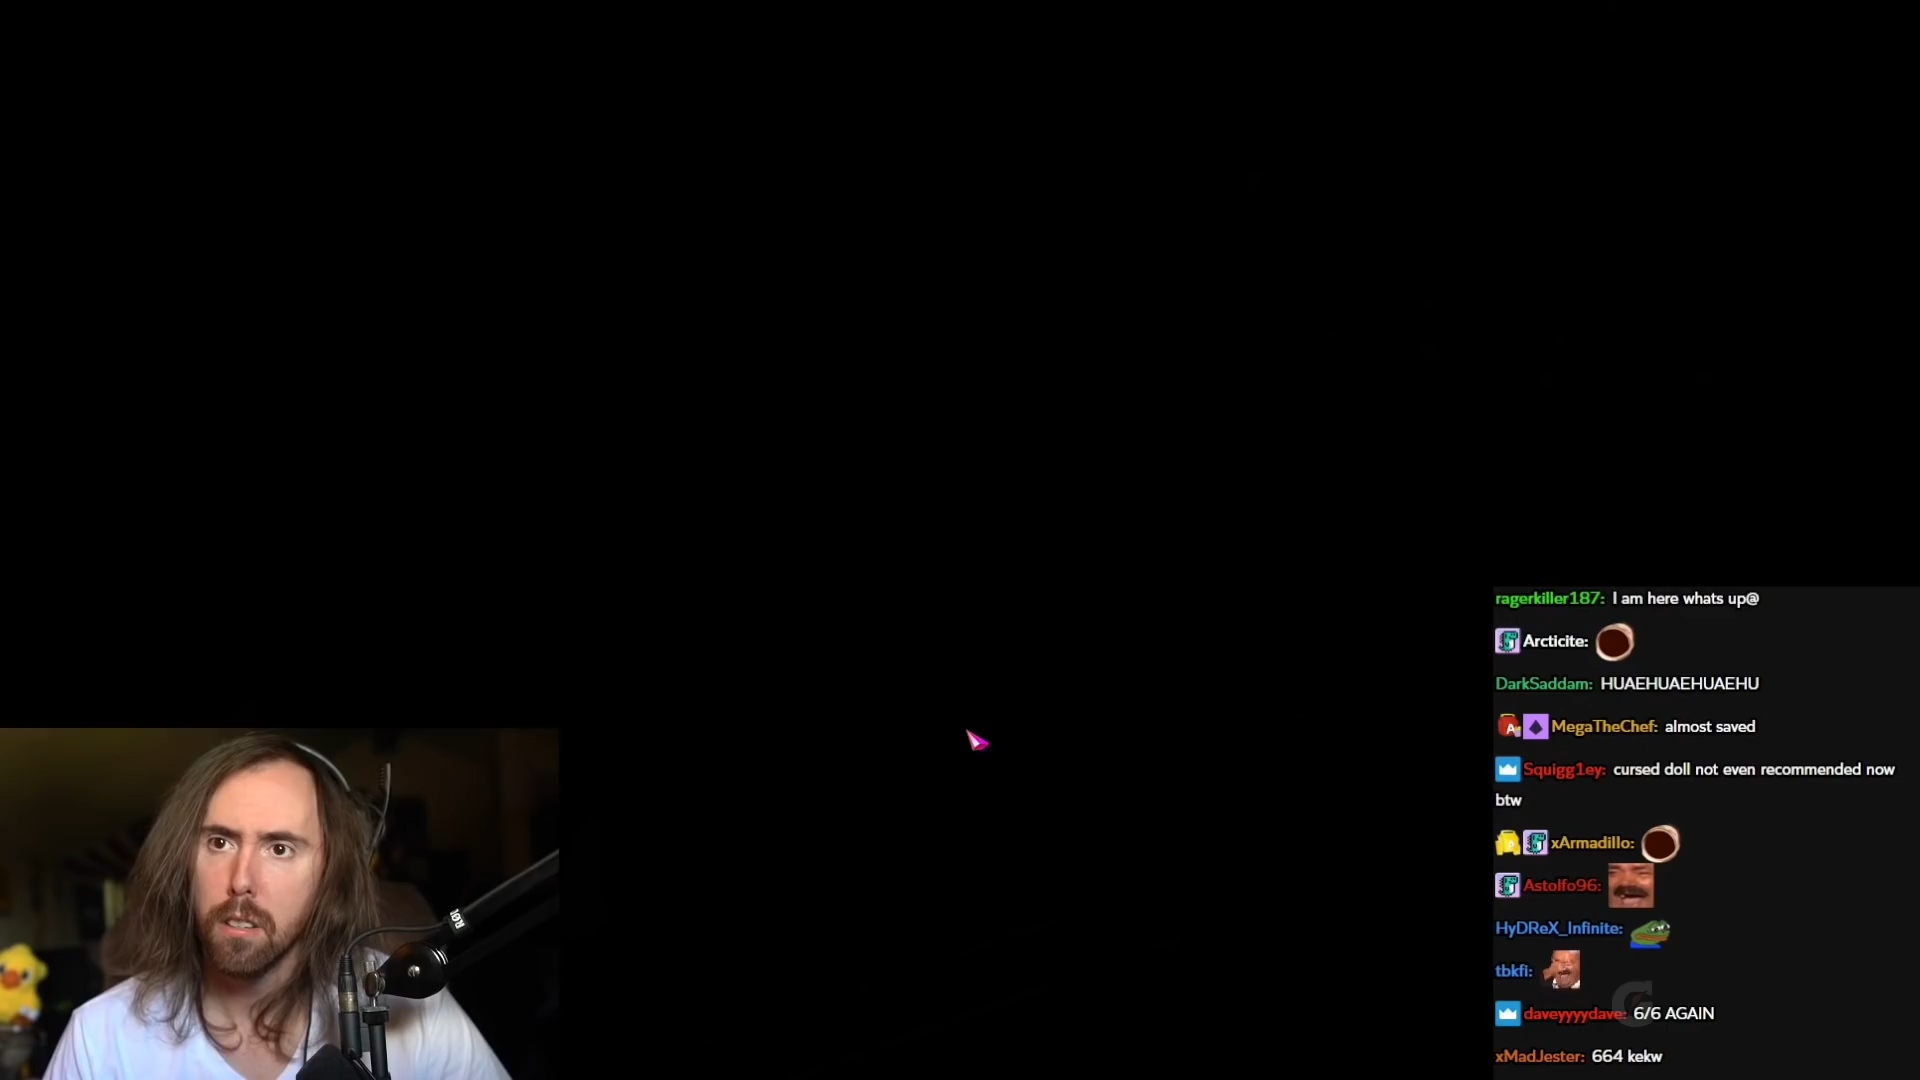 ragerkiller187: I am here whats up@
Arcticite:
DarkSaddam: HUAEHUAEHUAEHU
MegaTheChef: almost saved
Squigg1ey: cursed doll not even recommended now
btw
xArmadillo:
Astolfo96:
HyDReX_Infinite:
tbkfi:
daveyyyydave: 6/6 AGAIN
xMadJester: 664 kekw